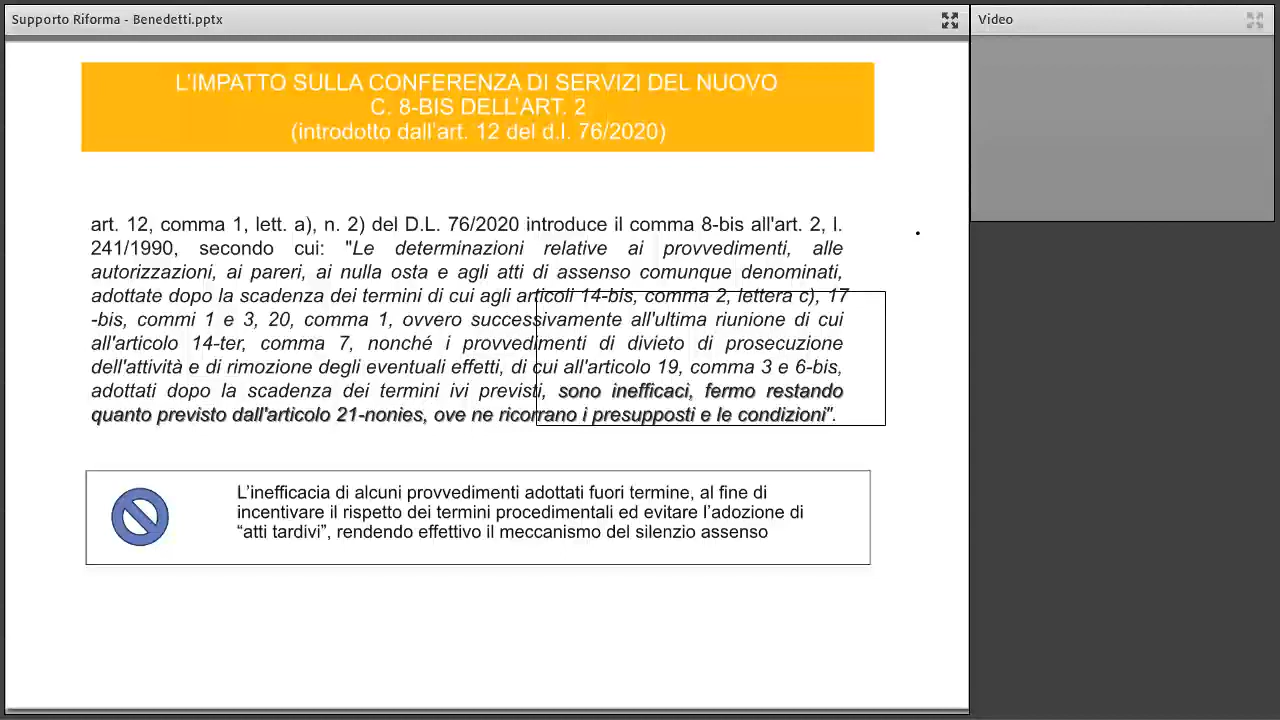 Supporto Riforma - Benedetti.pptx
Video
L'IMPATTO SULLA CONFERENZA DI SERVIZI DEL NUOVO
C. 8-BIS DELL'ART. 2
(introdotto dall'art. 12 del d.l. 76/2020)
art. 12, comma 1, lett. a), n. 2) del D.L. 76/2020 introduce il comma 8-bis all'art. 2, l.
241/1990, secondo cui: "Le determinazioni relative ai provvedimenti, alle
autorizzazioni, ai pareri, ai nulla osta e agli atti di assenso comunque denominati,
adottate dopo la scadenza dei termini di cui agli articoli 14-bis, comma 2, lettera c), 17
-bis, commi 1 e 3, 20, comma 1, ovvero successivamente all'ultima riunione di cui
all'articolo 14-ter, comma 7, nonché i provvedimenti di divieto di prosecuzione
dell'attività e di rimozione degli eventuali effetti, di cui all'articolo 19, comma 3 e 6-bis,
adottati dopo la scadenza dei termini ivi previsti, sono inefficaci, fermo restando
quanto previsto dall'articolo 21-nonies, ove ne ricorrano i presupposti e le condizioni".
L'inefficacia di alcuni provvedimenti adottati fuori termine, al fine di
incentivare il rispetto dei termini procedimentali ed evitare l'adozione di
“atti tardivi”, rendendo effettivo il meccanismo del silenzio assenso